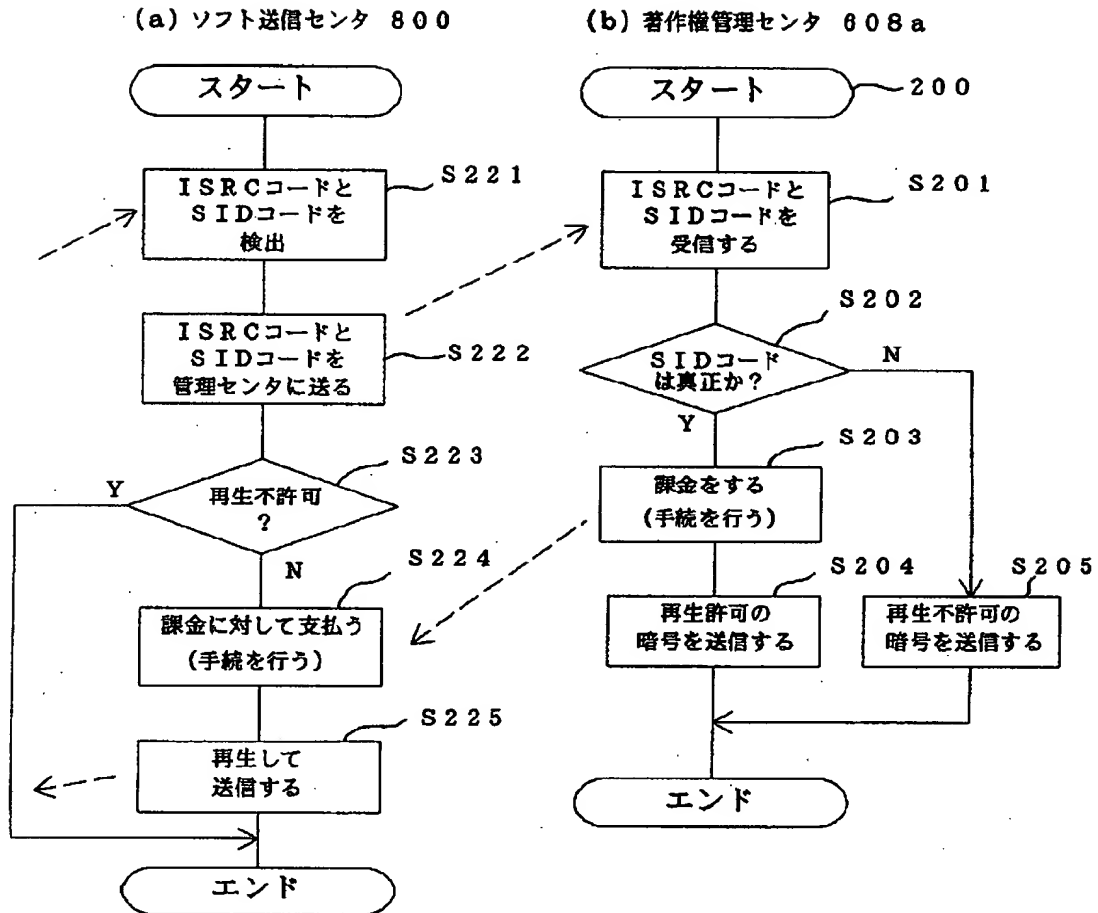 (a) ソフト送信センタ 800
スタート
ISRCコードと
SIDコードを
検出
S221
ISRCコードと
SIDコードを
管理センタに送る
S222
再生不許可
?
S223
Y
N
課金に対して支払う
(手続を行う)
S224
再生して
送信する
S225
エンド
(b) 著作権管理センタ 608a
スタート
200
ISRCコードと
SIDコードを
受信する
S201
SIDコード
は真正か?
S202
N
Y
課金をする
(手続を行う)
S203
再生許可の
暗号を送信する
S204
再生不許可の
暗号を送信する
S205
エンド